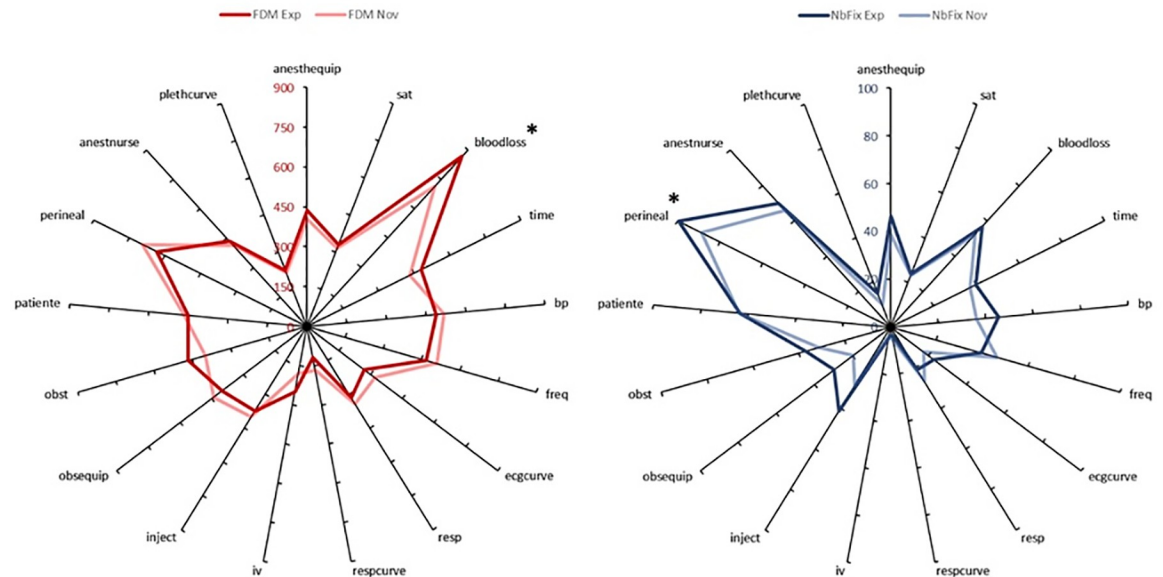 FDM Exp FDM Nov
anesthequip
900
plethcurve
sat
750
*
anestnurse
bloodloss
600
perineal
time
450
300
patiente
bp
150
0
obst
freq
obsequip
ecgcurve
inject
resp
iv
respcurve
NbFix Exp NbFix Nov
anesthequip
100
plethcurve
sat
80
anestnurse
bloodloss
60
*
perineal
time
40
patiente
bp
20
0
obst
freq
obsequip
ecgcurve
inject
resp
iv
respcurve